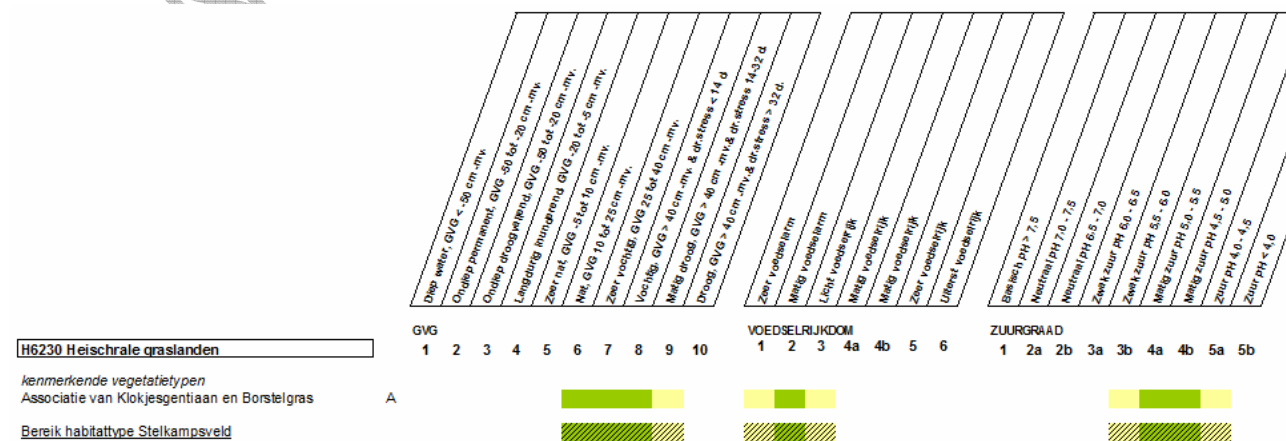 Diep water, GVG < -50 cm -mv.
Ondiep permanent, GVG -50 tot -20 cm -mv.
Ondiep droogvallend, GVG -50 tot -20 cm -mv.
Langdurig inunderend, GVG -20 tot -5 cm -mv.
Zeer nat, GVG -5 tot 10 cm -mv.
Nat, GVG 10 tot 25 cm -mv.
Zeer vochtig, GVG 25 tot 40 cm -mv.
Vochtig, GVG > 40 cm -mv. & dr.stress < 14 d
Matig droog, GVG > 40 cm -mv.& dr.stress 14-32 d.
Droog, GVG > 40 cm -mv.& dr.stress > 32 d.
Zeer voedselarm
Matig voedselarm
Licht voedselrijk
Matig voedselrijk
Matig voedselrijk
Zeer voedselrijk
Uiterst voedselrijk
Basisch pH > 7,5
Neutraal pH 7,0 - 7,5
Neutraal pH 6,5 - 7,0
Zwak zuur pH 6,0 - 6,5
Zwak zuur pH 5,5 - 6,0
Matig zuur pH 5,0 - 5,5
Matig zuur pH 4,5 - 5,0
Zuur pH 4,0 - 4,5
Zuur pH < 4,0
GVG VOEDSELRIJKDOM ZUURGRAAD
H6230 Heischrale graslanden 1 2 3 4 5 6 7 8 9 10 1 2 3 4a 4b 5 6 1 2a 2b 3a 3b 4a 4b 5a 5b
kenmerkende vegetatietypen
Associatie van Klokjesgentiaan en Borstelgras A
Bereik habitattype Stelkampsveld